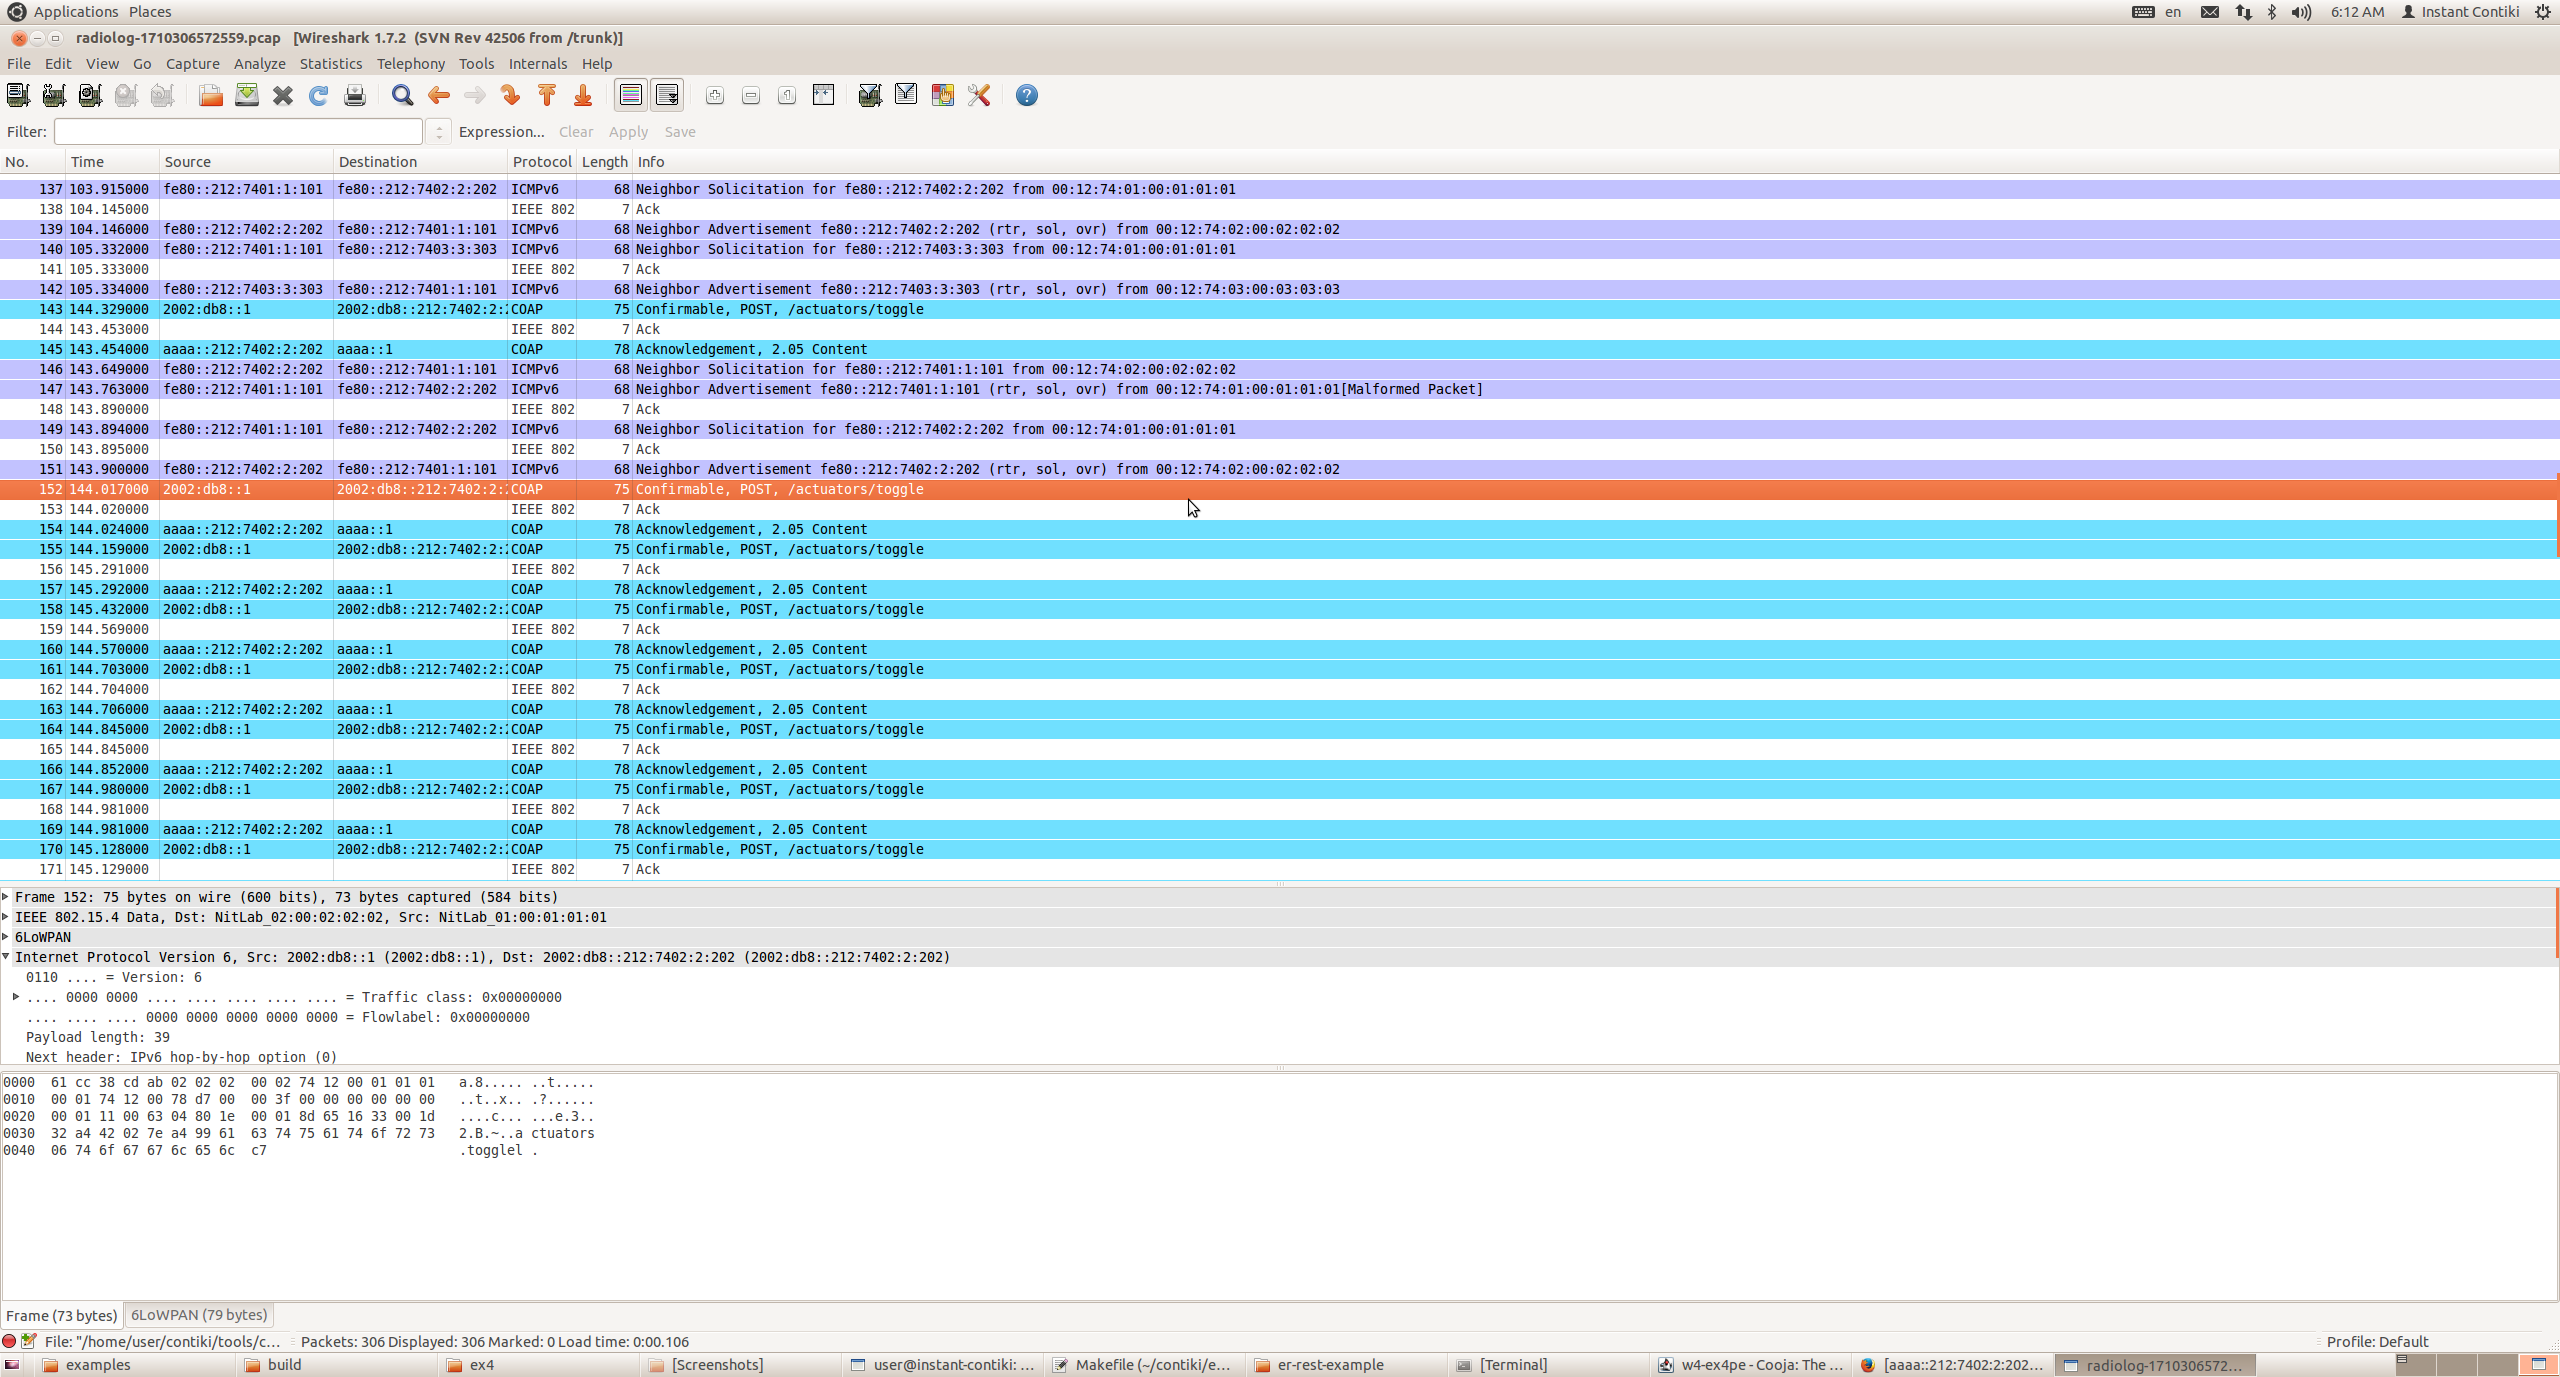 Applications Places en 6:12 AM Instant Contiki
radiolog-1710306572559.pcap [Wireshark 1.7.2 (SVN Rev 42506 from /trunk)]
File Edit View Go Capture Analyze Statistics Telephony Tools Internals Help
Filter: Expression... Clear Apply Save
No. Time Source Destination Protocol Length Info
137 103.915000 fe80::212:7401:1:101 fe80::212:7402:2:202 ICMPv6 68 Neighbor Solicitation for fe80::212:7402:2:202 from 00:12:74:01:00:01:01:01
138 104.145000 IEEE 802 7 Ack
139 104.146000 fe80::212:7402:2:202 fe80::212:7401:1:101 ICMPv6 68 Neighbor Advertisement fe80::212:7402:2:202 (rtr, sol, ovr) from 00:12:74:02:00:02:02:02
140 105.332000 fe80::212:7401:1:101 fe80::212:7403:3:303 ICMPv6 68 Neighbor Solicitation for fe80::212:7403:3:303 from 00:12:74:01:00:01:01:01
141 105.333000 IEEE 802 7 Ack
142 105.334000 fe80::212:7403:3:303 fe80::212:7401:1:101 ICMPv6 68 Neighbor Advertisement fe80::212:7403:3:303 (rtr, sol, ovr) from 00:12:74:03:00:03:03:03
143 144.329000 2002:db8::1 2002:db8::212:7402:2: COAP 75 Confirmable, POST, /actuators/toggle
144 143.453000 IEEE 802 7 Ack
145 143.454000 aaaa::212:7402:2:202 aaaa::1 COAP 78 Acknowledgement, 2.05 Content
146 143.649000 fe80::212:7402:2:202 fe80::212:7401:1:101 ICMPv6 68 Neighbor Solicitation for fe80::212:7401:1:101 from 00:12:74:02:00:02:02:02
147 143.763000 fe80::212:7401:1:101 fe80::212:7402:2:202 ICMPv6 68 Neighbor Advertisement fe80::212:7401:1:101 (rtr, sol, ovr) from 00:12:74:01:00:01:01:01[Malformed Packet]
148 143.890000 IEEE 802 7 Ack
149 143.894000 fe80::212:7401:1:101 fe80::212:7402:2:202 ICMPv6 68 Neighbor Solicitation for fe80::212:7402:2:202 from 00:12:74:01:00:01:01:01
150 143.895000 IEEE 802 7 Ack
151 143.900000 fe80::212:7402:2:202 fe80::212:7401:1:101 ICMPv6 68 Neighbor Advertisement fe80::212:7402:2:202 (rtr, sol, ovr) from 00:12:74:02:00:02:02:02
152 144.017000 2002:db8::1 2002:db8::212:7402:2: COAP 75 Confirmable, POST, /actuators/toggle
153 144.020000 IEEE 802 7 Ack
154 144.024000 aaaa::212:7402:2:202 aaaa::1 COAP 78 Acknowledgement, 2.05 Content
155 144.159000 2002:db8::1 2002:db8::212:7402:2: COAP 75 Confirmable, POST, /actuators/toggle
156 145.291000 IEEE 802 7 Ack
157 145.292000 aaaa::212:7402:2:202 aaaa::1 COAP 78 Acknowledgement, 2.05 Content
158 145.432000 2002:db8::1 2002:db8::212:7402:2: COAP 75 Confirmable, POST, /actuators/toggle
159 144.569000 IEEE 802 7 Ack
160 144.570000 aaaa::212:7402:2:202 aaaa::1 COAP 78 Acknowledgement, 2.05 Content
161 144.703000 2002:db8::1 2002:db8::212:7402:2: COAP 75 Confirmable, POST, /actuators/toggle
162 144.704000 IEEE 802 7 Ack
163 144.706000 aaaa::212:7402:2:202 aaaa::1 COAP 78 Acknowledgement, 2.05 Content
164 144.845000 2002:db8::1 2002:db8::212:7402:2: COAP 75 Confirmable, POST, /actuators/toggle
165 144.845000 IEEE 802 7 Ack
166 144.852000 aaaa::212:7402:2:202 aaaa::1 COAP 78 Acknowledgement, 2.05 Content
167 144.980000 2002:db8::1 2002:db8::212:7402:2: COAP 75 Confirmable, POST, /actuators/toggle
168 144.981000 IEEE 802 7 Ack
169 144.981000 aaaa::212:7402:2:202 aaaa::1 COAP 78 Acknowledgement, 2.05 Content
170 145.128000 2002:db8::1 2002:db8::212:7402:2: COAP 75 Confirmable, POST, /actuators/toggle
171 145.129000 IEEE 802 7 Ack
Frame 152: 75 bytes on wire (600 bits), 73 bytes captured (584 bits)
IEEE 802.15.4 Data, Dst: NitLab_02:00:02:02:02, Src: NitLab_01:00:01:01:01
6LoWPAN
Internet Protocol Version 6, Src: 2002:db8::1 (2002:db8::1), Dst: 2002:db8::212:7402:2:202 (2002:db8::212:7402:2:202)
0110 .... = Version: 6
.... 0000 0000 .... .... .... .... .... = Traffic class: 0x00000000
.... .... .... 0000 0000 0000 0000 0000 = Flowlabel: 0x00000000
Payload length: 39
Next header: IPv6 hop-by-hop option (0)
0000 61 cc 38 cd ab 02 02 02 00 02 74 12 00 01 01 01 a.8..... ..t.....
0010 00 01 74 12 00 78 d7 00 00 3f 00 00 00 00 00 00 ..t..x.. .?......
0020 00 01 11 00 63 04 80 1e 00 01 8d 65 16 33 00 1d ....c... ...e.3..
0030 32 a4 42 02 7e a4 99 61 63 74 75 61 74 6f 72 73 2.B.~..a ctuators
0040 06 74 6f 67 67 6c 65 6c c7 .togglel .
Frame (73 bytes) 6LoWPAN (79 bytes)
File: "/home/user/contiki/tools/c... Packets: 306 Displayed: 306 Marked: 0 Load time: 0:00.106 Profile: Default
examples build ex4 [Screenshots] user@instant-contiki: ... Makefile (~/contiki/e... er-rest-example [Terminal] w4-ex4pe - Cooja: The ... [aaaa::212:7402:2:202... radiolog-1710306572...